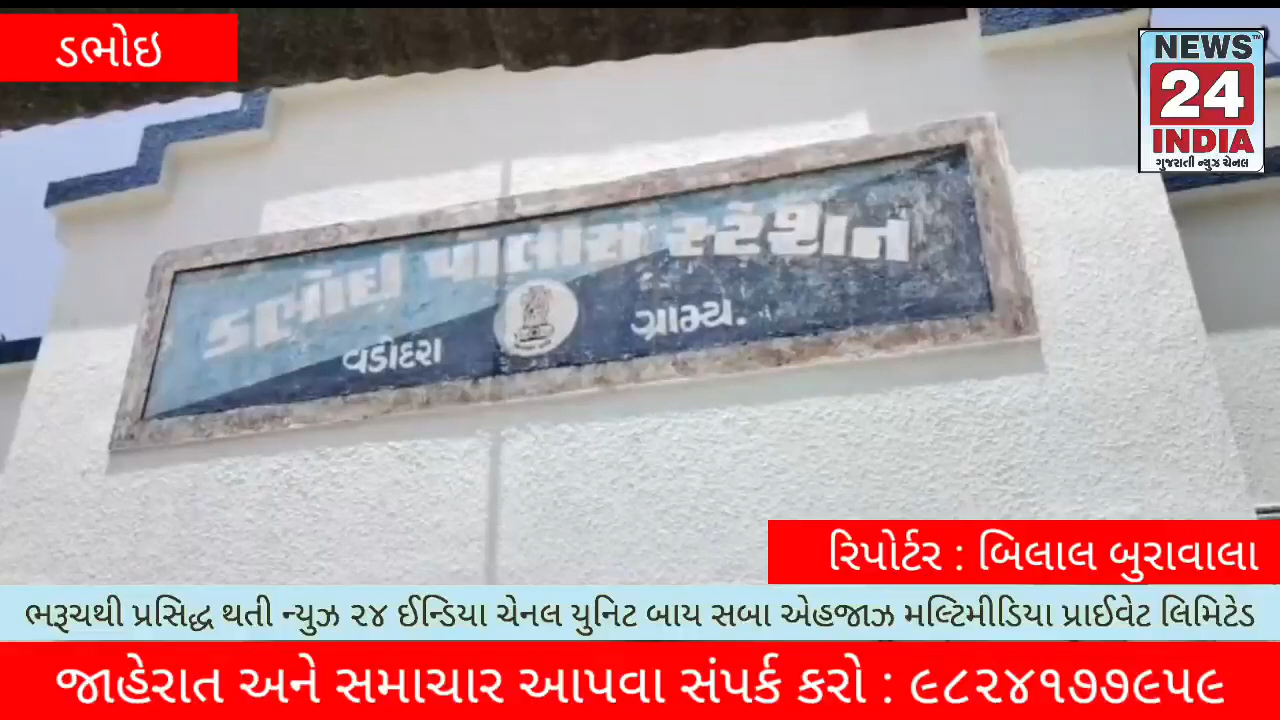 ડભોઇ
NEWS
24
INDIA
ગુજરાતી ન્યુઝ ચેનલ
ડભોઈ પોલીસ સ્ટેશન
વડોદરા
ગ્રામ્ય.
રિપોર્ટર : બિલાલ બુરાવાલા
ભરૂચથી પ્રસિદ્ધ થતી ન્યુઝ ૨૪ ઈન્ડિયા ચેનલ યુનિટ બાય સબા એહજાઝ મલ્ટિમીડિયા પ્રાઈવેટ લિમિટેડ
જાહેરાત અને સમાચાર આપવા સંપર્ક કરો : ૯૮૨૪૧૭૭૯૫૯